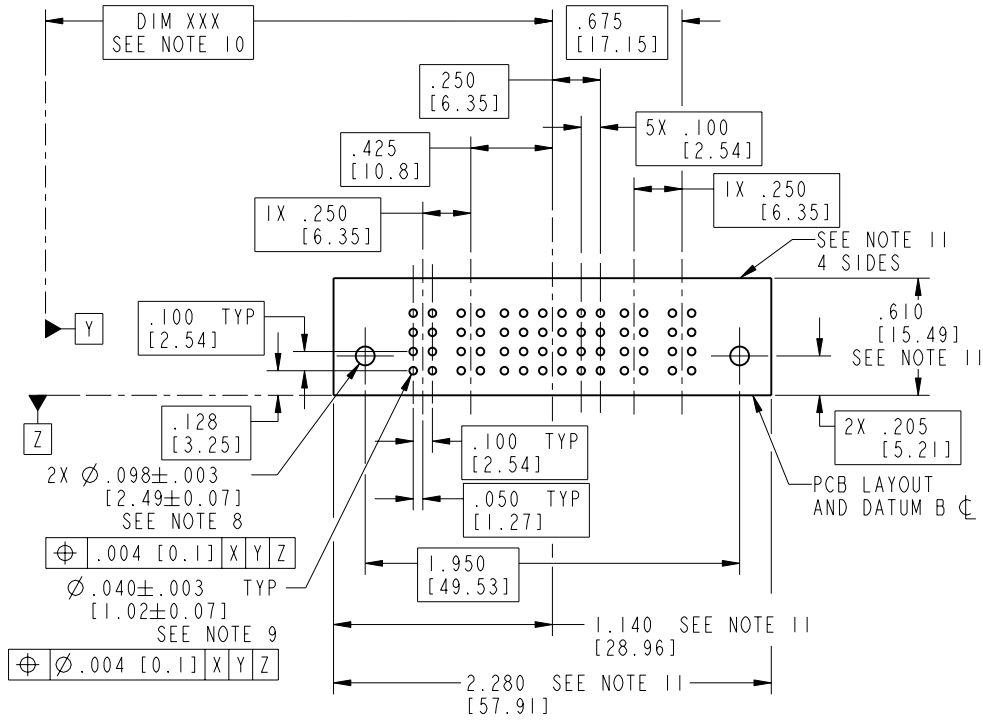 DIM XXX
SEE NOTE 10
.675
[17.15]
.250
[6.35]
5X .100
[2.54]
.425
[10.8]
1X .250
[6.35]
1X .250
[6.35]
SEE NOTE 11
4 SIDES
.100 TYP
[2.54]
Y
.610
[15.49]
SEE NOTE 11
Z
.128
[3.25]
.100 TYP
[2.54]
2X .205
[5.21]
2X Ø.098±.003
[2.49±0.07]
SEE NOTE 8
.050 TYP
[1.27]
PCB LAYOUT
AND DATUM B ℄
⌖ .004 [0.1] X Y Z
1.950
[49.53]
Ø.040±.003 TYP
[1.02±0.07]
SEE NOTE 9
1.140 SEE NOTE 11
[28.96]
⌖ Ø.004 [0.1] X Y Z
2.280 SEE NOTE 11
[57.91]